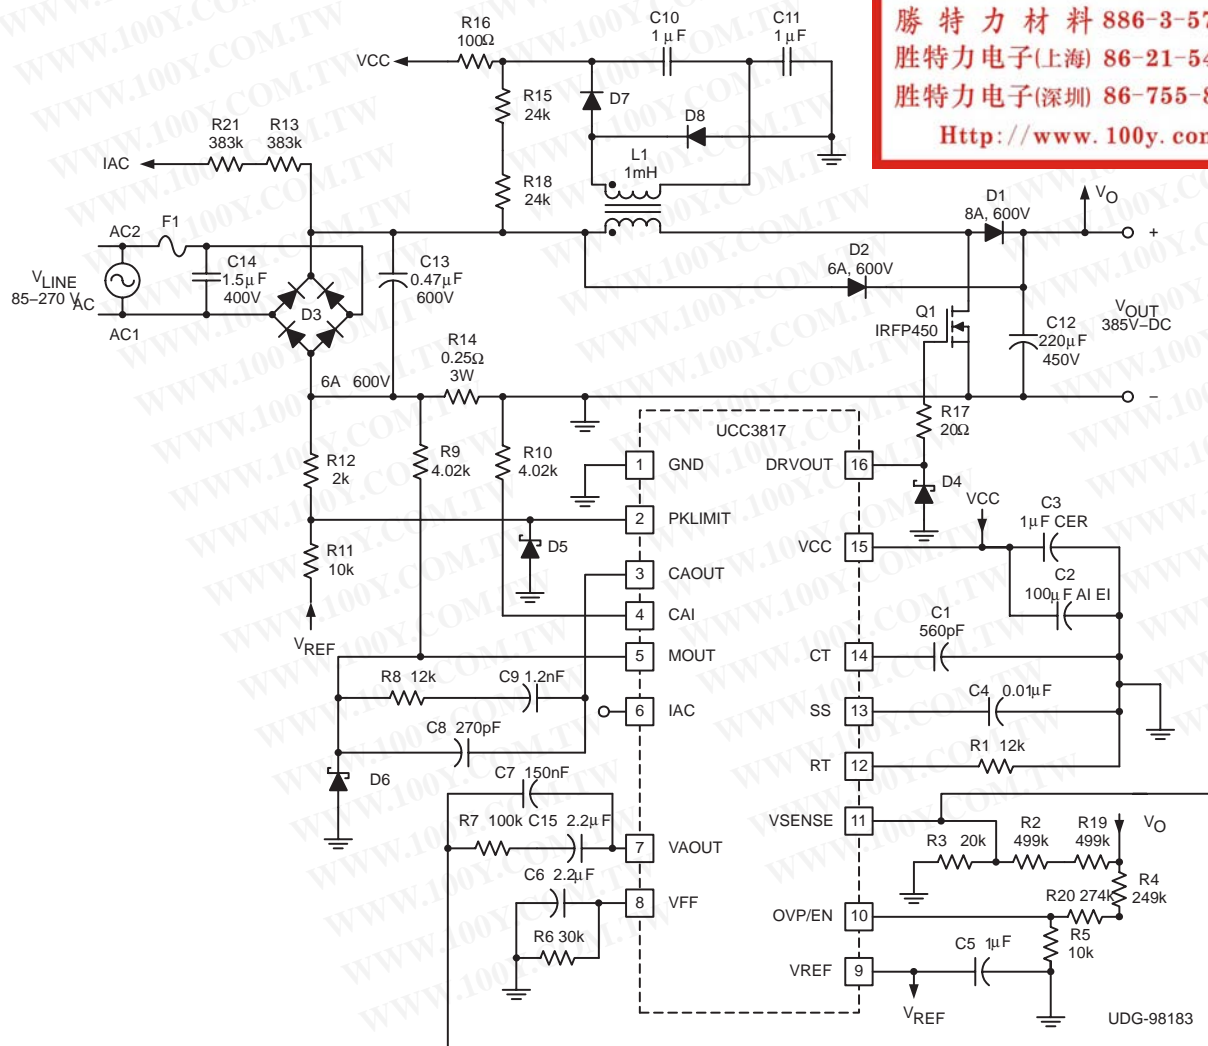 勝 特 力 材 料 886-3-57
胜特力电子(上海) 86-21-54
胜特力电子(深圳) 86-755-8
Http://www. 100y. com
WWW.100Y.COM.TW
R16
100Ω
C10
1μF
C11
1μF
VCC
R15
24k
D7
D8
R21
383k
R13
383k
IAC
L1
1mH
R18
24k
D1
8A, 600V
VO
AC2
F1
+
C14
1.5μF
400V
C13
0.47μF
600V
D2
6A, 600V
VLINE
85–270 V
AC
D3
AC1
Q1
IRFP450
VOUT
385V–DC
C12
220μF
450V
R14
0.25Ω
3W
6A 600V
–
R17
20Ω
UCC3817
R12
2k
R9
4.02k
R10
4.02k
1
GND
DRVOUT
16
D4
VCC
C3
1μF CER
2
PKLIMIT
R11
10k
D5
VCC
15
3
CAOUT
C2
100μF AI EI
C1
560pF
4
CAI
VREF
5
MOUT
CT
14
R8 12k
C9 1.2nF
C4 0.01μF
6
IAC
SS
13
C8 270pF
R1 12k
RT
12
D6
C7 150nF
R7 100k
C15 2.2μF
VSENSE
11
R3 20k
R2
499k
R19
499k
VO
7
VAOUT
C6 2.2μF
R4
249k
R20 274k
8
VFF
OVP/EN
10
R6 30k
R5
10k
C5 1μF
VREF
9
VREF
UDG-98183